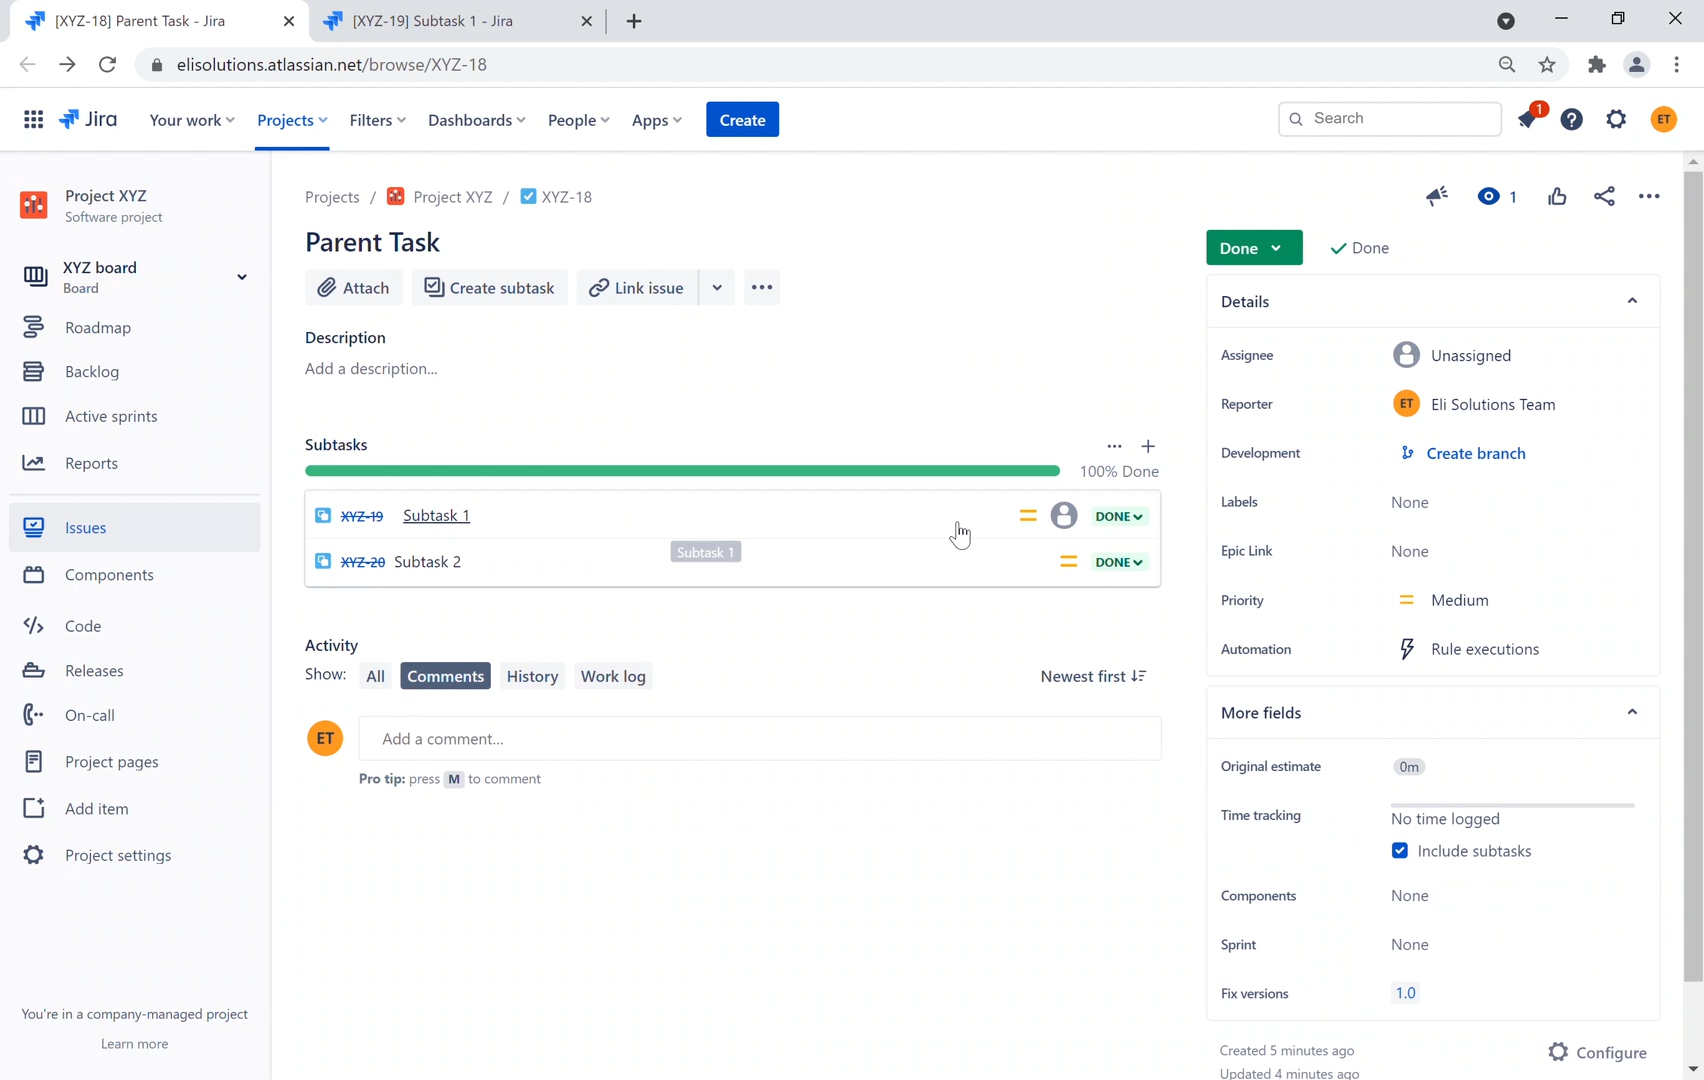 [XYZ-18] Parent Task - Jira
[XYZ-19] Subtask 1 - Jira
elisolutions.atlassian.net/browse/XYZ-18
Jira
Your work
Projects
Filters
Dashboards
People
Apps
Create
Search
1
ET
Project XYZ
Software project
XYZ board
Board
Roadmap
Backlog
Active sprints
Reports
Issues
Components
Code
Releases
On-call
Project pages
Add item
Project settings
You're in a company-managed project
Learn more
Projects / Project XYZ / XYZ-18
1
Parent Task
Attach
Create subtask
Link issue
Description
Add a description...
Subtasks
100% Done
XYZ-19 Subtask 1 DONE
Subtask 1
XYZ-20 Subtask 2 DONE
Activity
Show: All Comments History Work log
Newest first
ET
Add a comment...
Pro tip: press M to comment
Done
Done
Details
Assignee Unassigned
Reporter ET Eli Solutions Team
Development Create branch
Labels None
Epic Link None
Priority Medium
Automation Rule executions
More fields
Original estimate 0m
Time tracking No time logged
Include subtasks
Components None
Sprint None
Fix versions 1.0
Created 5 minutes ago
Configure
Updated 4 minutes ago